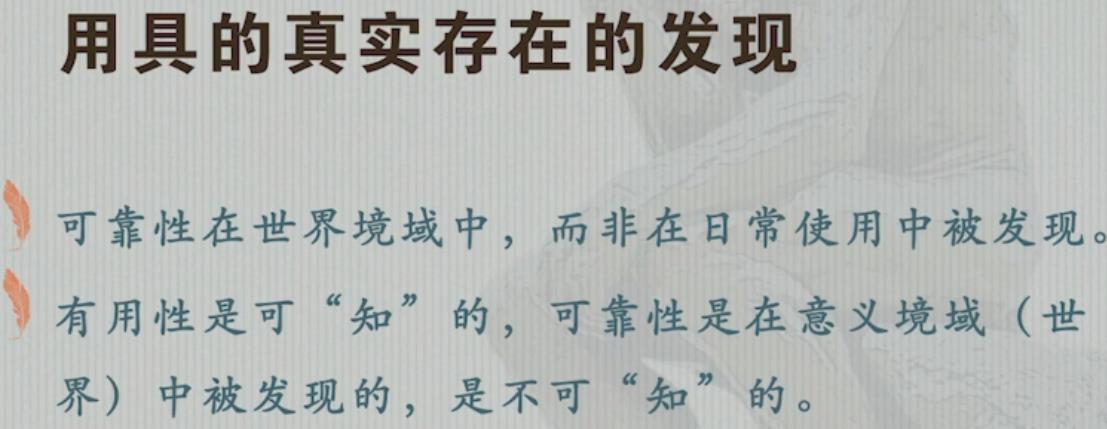 用具的真实存在的发现
可靠性在世界境域中，而非在日常使用中被发现。
有用性是可“知”的，可靠性是在意义境域（世
界）中被发现的，是不可“知”的。